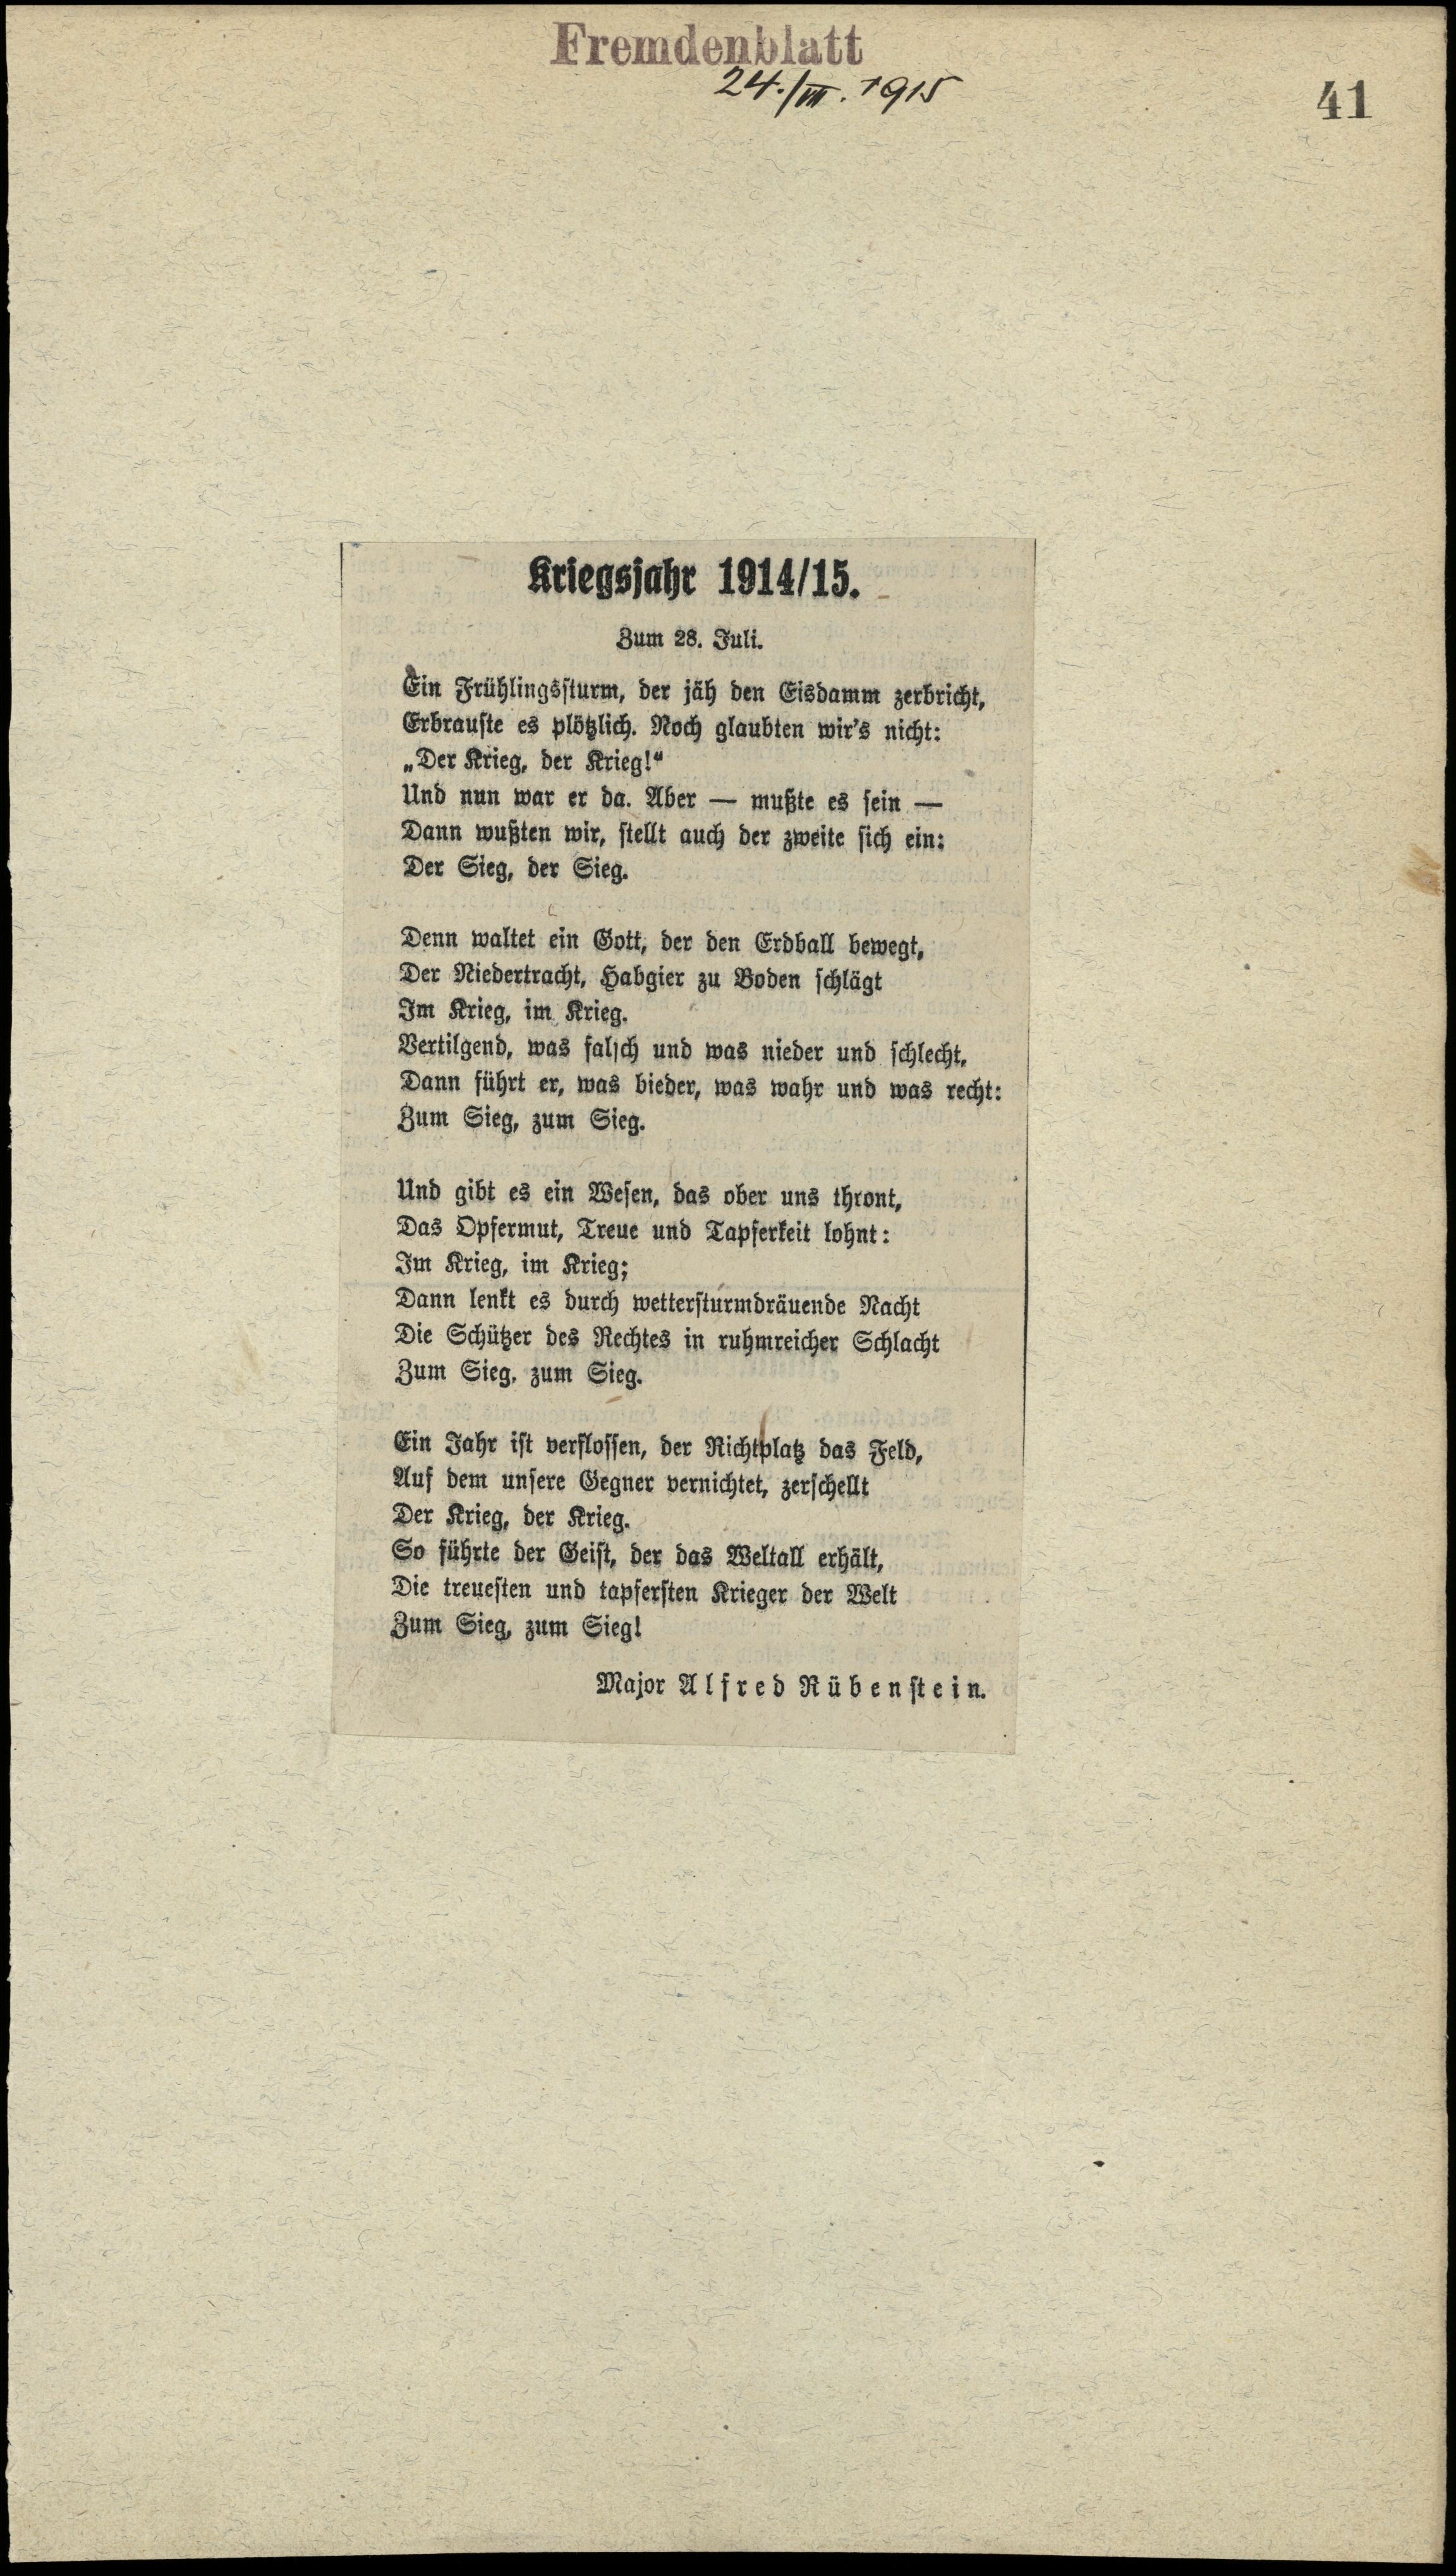 Fremdenblatt
24./III. 1915
41
Kriegsjahr 1914/15.
Zum 28. Juli.
Ein Frühlingssturm, der jäh den Eisdamm zerbricht,
Erbrauste es plötzlich. Noch glaubten wir's nicht:
„Der Krieg, der Krieg!“
Und nun war er da. Aber — mußte es sein —
Dann wußten wir, stellt auch der zweite sich ein:
Der Sieg, der Sieg.
Denn waltet ein Gott, der den Erdball bewegt,
Der Niedertracht, Habgier zu Boden schlägt
Im Krieg, im Krieg.
Vertilgend, was falsch und was nieder und schlecht,
Dann führt er, was bieder, was wahr und was recht:
Zum Sieg, zum Sieg.
Und gibt es ein Wesen, das ober uns thront,
Das Opfermut, Treue und Tapferkeit lohnt:
Im Krieg, im Krieg;
Dann lenkt es durch wettersturmdräuende Nacht
Die Schützer des Rechtes in ruhmreicher Schlacht
Zum Sieg, zum Sieg.
Ein Jahr ist verflossen, der Richtplatz das Feld,
Auf dem unsere Gegner vernichtet, zerschellt
Der Krieg, der Krieg.
So führte der Geist, der das Weltall erhält,
Die treuesten und tapfersten Krieger der Welt
Zum Sieg, zum Sieg!
Major Alfred Rübenstein.